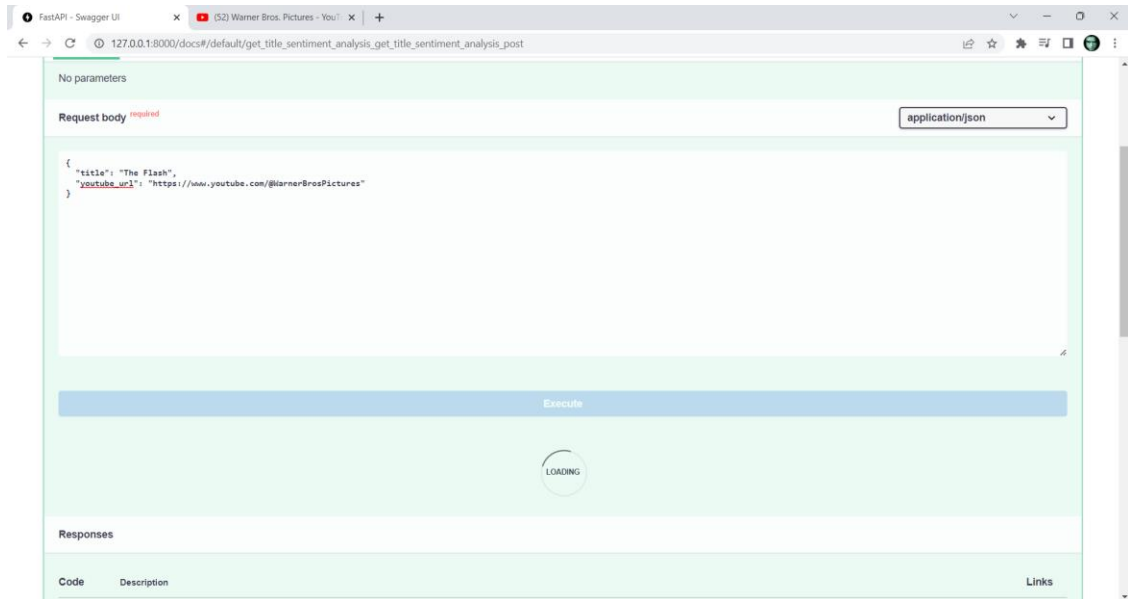 FastAPI - Swagger UI
(52) Warner Bros. Pictures - YouT
127.0.0.1:8000/docs#/default/get_title_sentiment_analysis_get_title_sentiment_analysis_post
No parameters
Request body required
application/json
{
"title": "The Flash",
"youtube_url": "https://www.youtube.com/@WarnerBrosPictures"
}
Execute
LOADING
Responses
Code Description Links